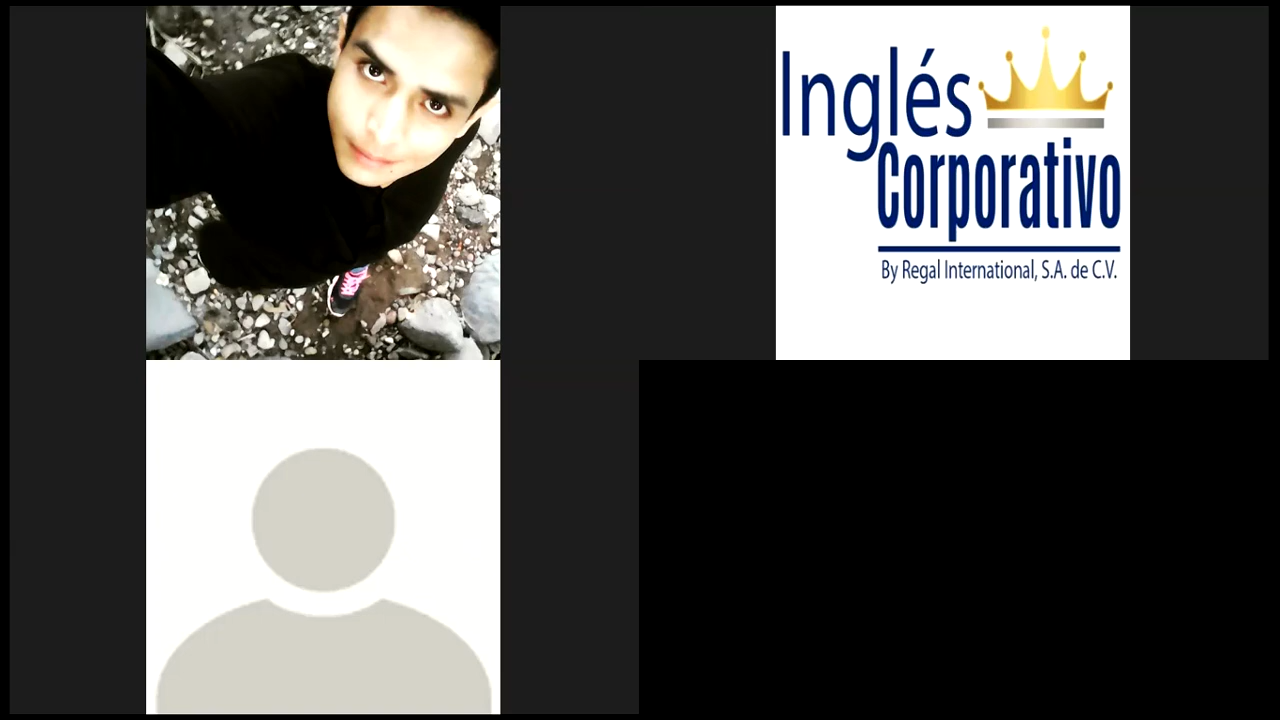 Inglés
Corporativo
By Regal International, S.A. de C.V.